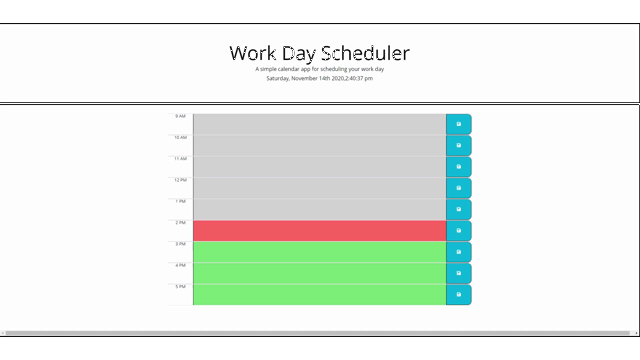 Work Day Scheduler
A simple calendar app for scheduling your work day
Saturday, November 14th 2020,2:40:37 pm
9 AM
10 AM
11 AM
12 PM
1 PM
2 PM
3 PM
4 PM
5 PM